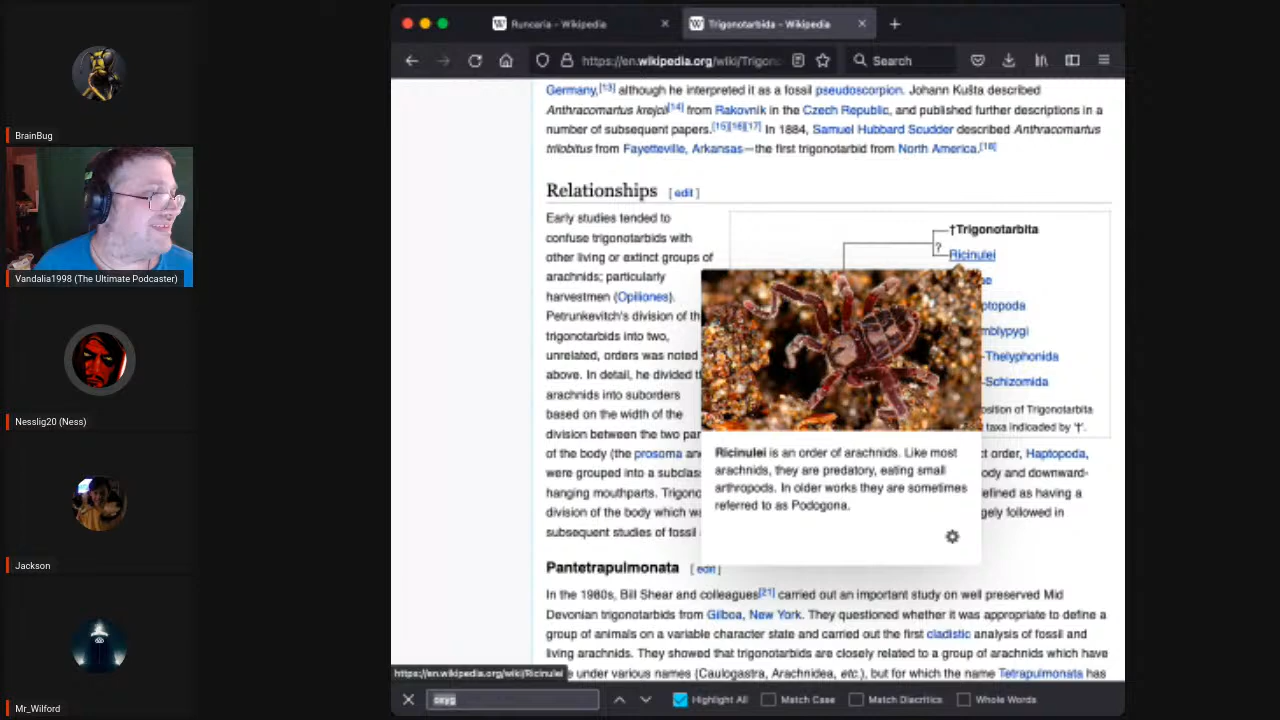 BrainBug
Vandalia1998 (The Ultimate Podcaster)
Nesslig20 (Ness)
Jackson
Mr_Wilford
W Runcaria - Wikipedia
W Trigonotarbida - Wikipedia
https://en.wikipedia.org/wiki/Trigon
Search
Germany,[13] although he interpreted it as a fossil pseudoscorpion. Johann Kušta described
Anthracomartus krejcii[14] from Rakovník in the Czech Republic, and published further descriptions in a
number of subsequent papers.[15][16][17] In 1884, Samuel Hubbard Scudder described Anthracomartus
trilobitus from Fayetteville, Arkansas—the first trigonotarbid from North America.[18]
Relationships [ edit ]
Early studies tended to
confuse trigonotarbids with
other living or extinct groups of
arachnids; particularly
harvestmen (Opiliones).
Petrunkevitch's division of th
trigonotarbids into two,
unrelated, orders was noted
above. In detail, he divided t
arachnids into suborders
based on the width of the
division between the two par
of the body (the prosoma an
were grouped into a subclas
hanging mouthparts. Trigono
division of the body which w
subsequent studies of fossil
†Trigonotarbita
?
Ricinulei
ae
ptopoda
mblypygi
Thelyphonida
Schizomida
osition of Trigonotarbita
taxa indicaded by '†'.
ct order, Haptopoda,
ody and downward-
efined as having a
gely followed in
Ricinulei is an order of arachnids. Like most
arachnids, they are predatory, eating small
arthropods. In older works they are sometimes
referred to as Podogona.
Pantetrapulmonata [ edit ]
In the 1980s, Bill Shear and colleagues[21] carried out an important study on well preserved Mid
Devonian trigonotarbids from Gilboa, New York. They questioned whether it was appropriate to define a
group of animals on a variable character state and carried out the first cladistic analysis of fossil and
living arachnids. They showed that trigonotarbids are closely related to a group of arachnids which have
e under various names (Caulogastra, Arachnidea, etc.), but for which the name Tetrapulmonata has
https://en.wikipedia.org/wiki/Ricinulei
oxyg
Highlight All
Match Case
Match Diacritics
Whole Words